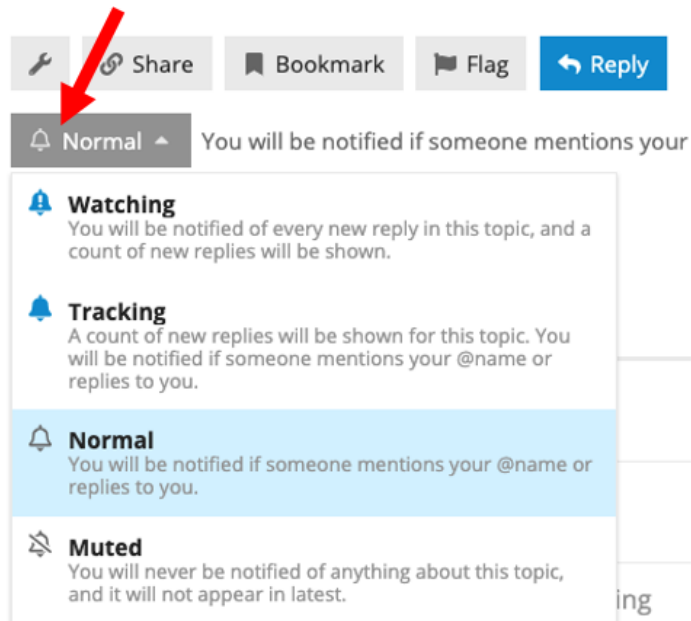 Share Bookmark Flag Reply
Normal You will be notified if someone mentions your
Watching
You will be notified of every new reply in this topic, and a
count of new replies will be shown.
Tracking
A count of new replies will be shown for this topic. You
will be notified if someone mentions your @name or
replies to you.
Normal
You will be notified if someone mentions your @name or
replies to you.
Muted
You will never be notified of anything about this topic,
and it will not appear in latest.
ing